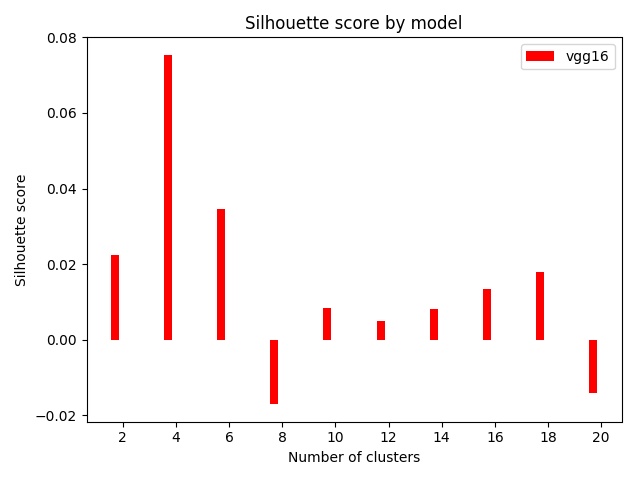 Silhouette score by model
vgg16
0.08
0.06
0.04
0.02
0.00
−0.02
Silhouette score
2 4 6 8 10 12 14 16 18 20
Number of clusters